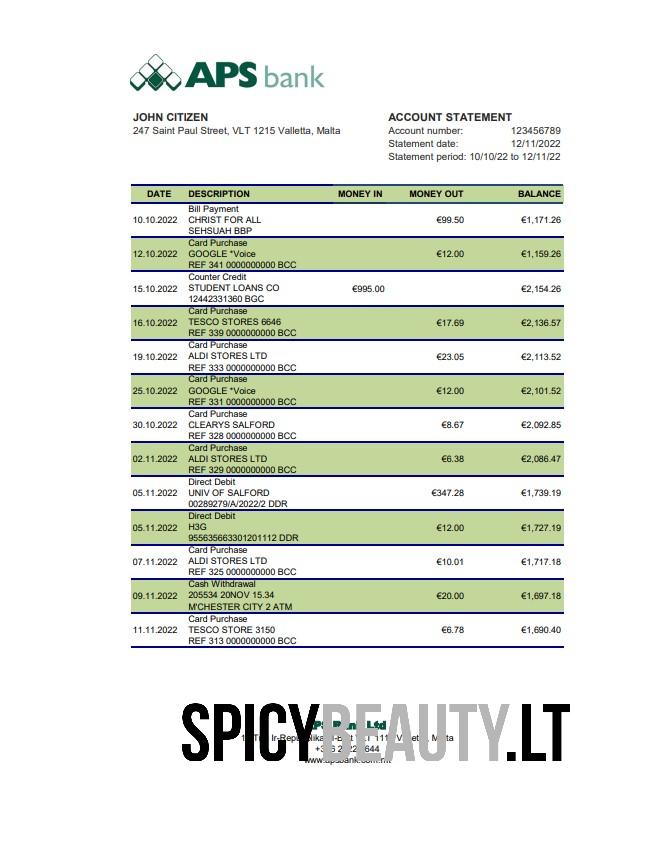 APS bank
JOHN CITIZEN
247 Saint Paul Street, VLT 1215 Valletta, Malta
ACCOUNT STATEMENT
Account number: 123456789
Statement date: 12/11/2022
Statement period: 10/10/22 to 12/11/22
DATE DESCRIPTION MONEY IN MONEY OUT BALANCE
Bill Payment
10.10.2022 CHRIST FOR ALL €99.50 €1,171.26
SEHSUAH BBP
Card Purchase
12.10.2022 GOOGLE *Voice €12.00 €1,159.26
REF 341 0000000000 BCC
Counter Credit
15.10.2022 STUDENT LOANS CO €995.00 €2,154.26
12442331360 BGC
Card Purchase
16.10.2022 TESCO STORES 6646 €17.69 €2,136.57
REF 339 0000000000 BCC
Card Purchase
19.10.2022 ALDI STORES LTD €23.05 €2,113.52
REF 333 0000000000 BCC
Card Purchase
25.10.2022 GOOGLE *Voice €12.00 €2,101.52
REF 331 0000000000 BCC
Card Purchase
30.10.2022 CLEARYS SALFORD €8.67 €2,092.85
REF 328 0000000000 BCC
Card Purchase
02.11.2022 ALDI STORES LTD €6.38 €2,086.47
REF 329 0000000000 BCC
Direct Debit
05.11.2022 UNIV OF SALFORD €347.28 €1,739.19
00289279/A/2022/2 DDR
Direct Debit
05.11.2022 H3G €12.00 €1,727.19
955635663301201112 DDR
Card Purchase
07.11.2022 ALDI STORES LTD €10.01 €1,717.18
REF 325 0000000000 BCC
Cash Withdrawal
09.11.2022 205534 20NOV 15.34 €20.00 €1,697.18
M'CHESTER CITY 2 ATM
Card Purchase
11.11.2022 TESCO STORE 3150 €6.78 €1,690.40
REF 313 0000000000 BCC
SPICYBEAUTY.LT
Ltd
Malta
www.apsbank.com.mt